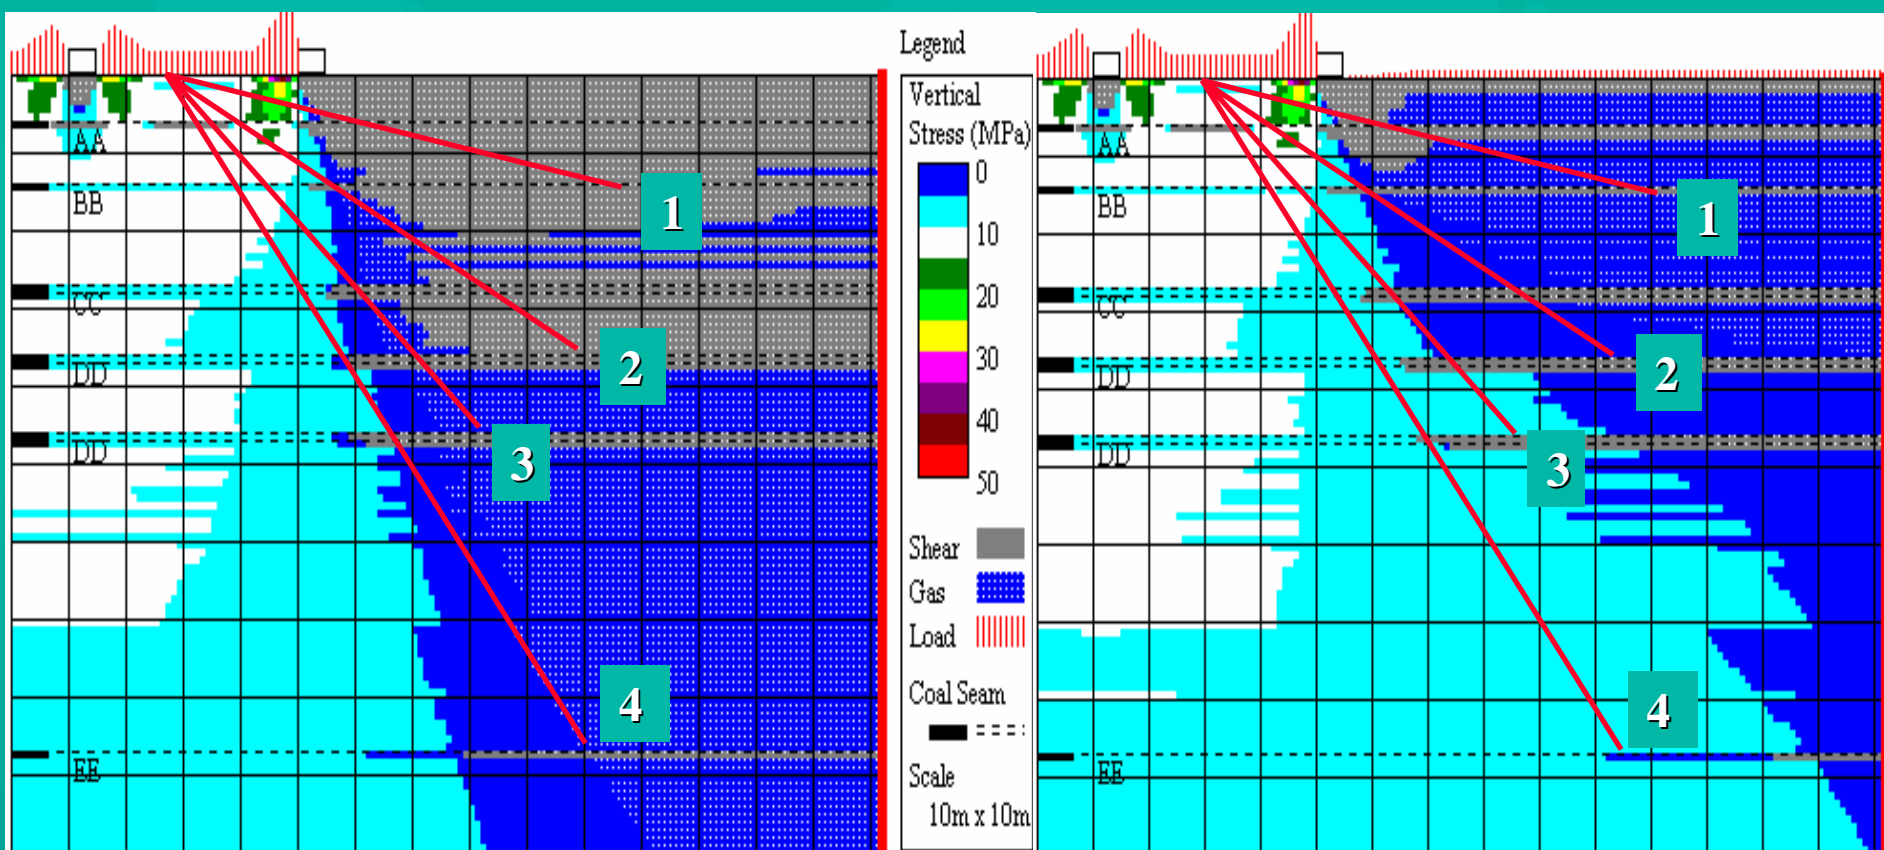 AA
BB
CC
DD
DD
EE
1
2
3
4
Legend
Vertical
Stress (MPa)
0
10
20
30
40
50
Shear
Gas
Load
Coal Seam
Scale
10m x 10m
AA
BB
CC
DD
DD
EE
1
2
3
4